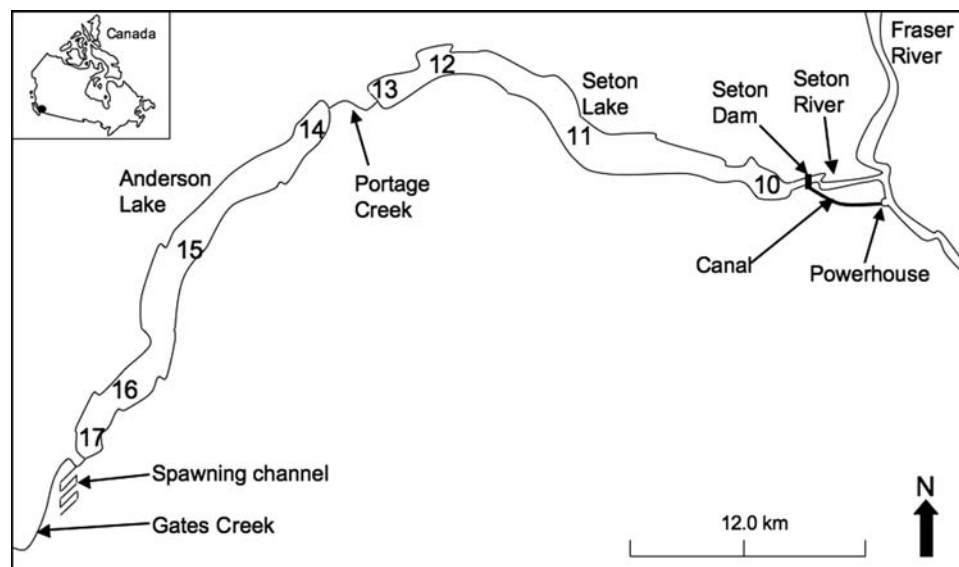 Canada
Fraser
River
12
13
Seton
Lake
Seton
Dam
Seton
River
14
11
Anderson
Lake
Portage
Creek
10
15
Canal
Powerhouse
16
17
Spawning channel
Gates Creek
12.0 km
N